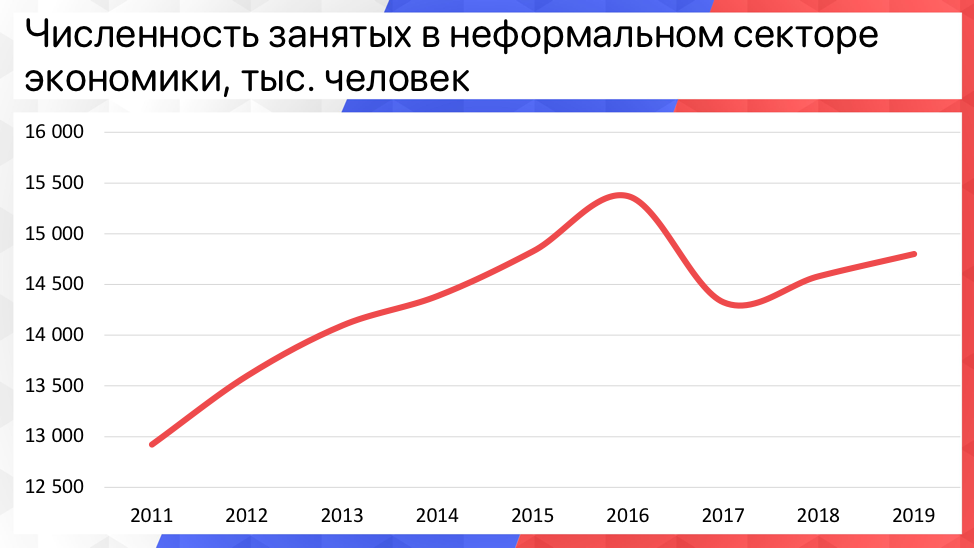 Численность занятых в неформальном секторе
экономики, тыс. человек
16 000
15 500
15 000
14 500
14 000
13 500
13 000
12 500
2011 2012 2013 2014 2015 2016 2017 2018 2019